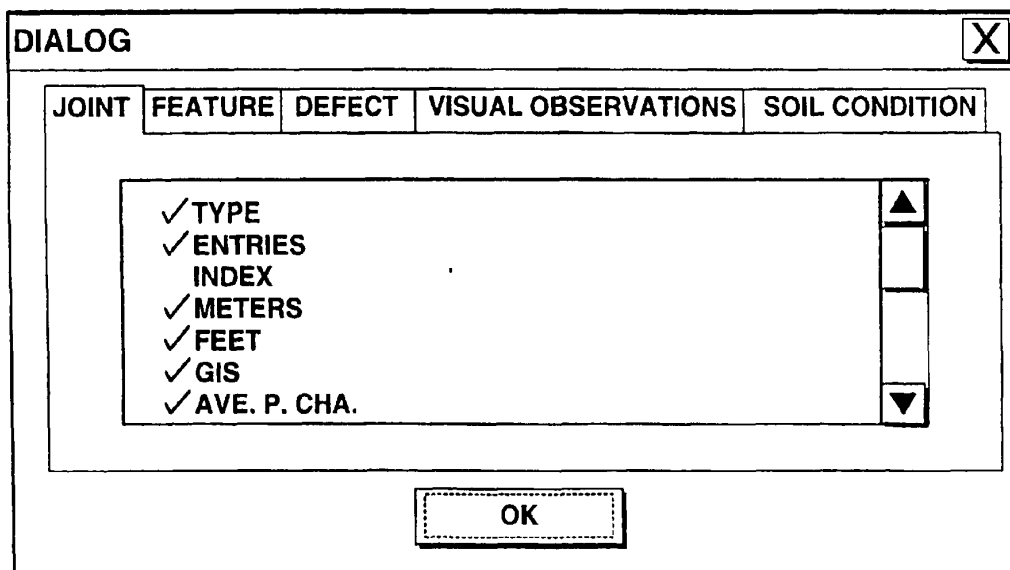 DIALOG X
JOINT FEATURE DEFECT VISUAL OBSERVATIONS SOIL CONDITION
✓TYPE
✓ENTRIES
INDEX
✓METERS
✓FEET
✓GIS
✓AVE. P. CHA.
OK